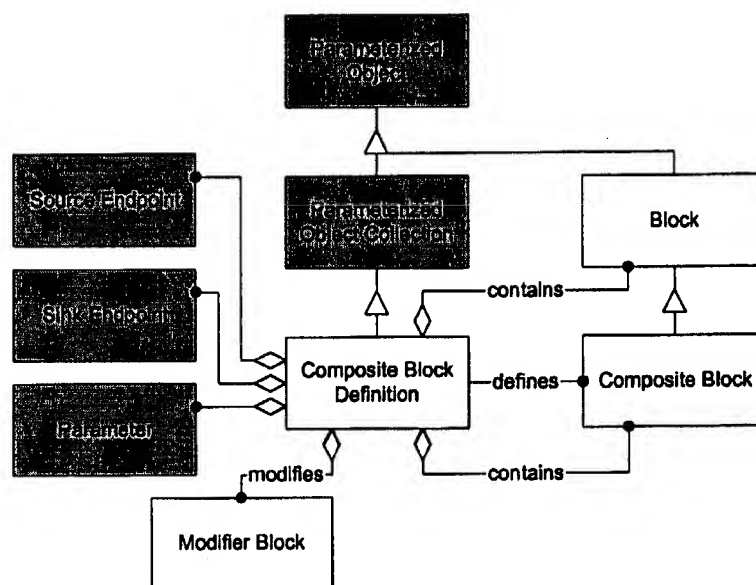 Parameterized
Object
Source Endpoint
Parameterized
Object Collection
Block
contains
Sink Endpoint
Composite Block
Definition
defines
Composite Block
Parameter
modifies
contains
Modifier Block